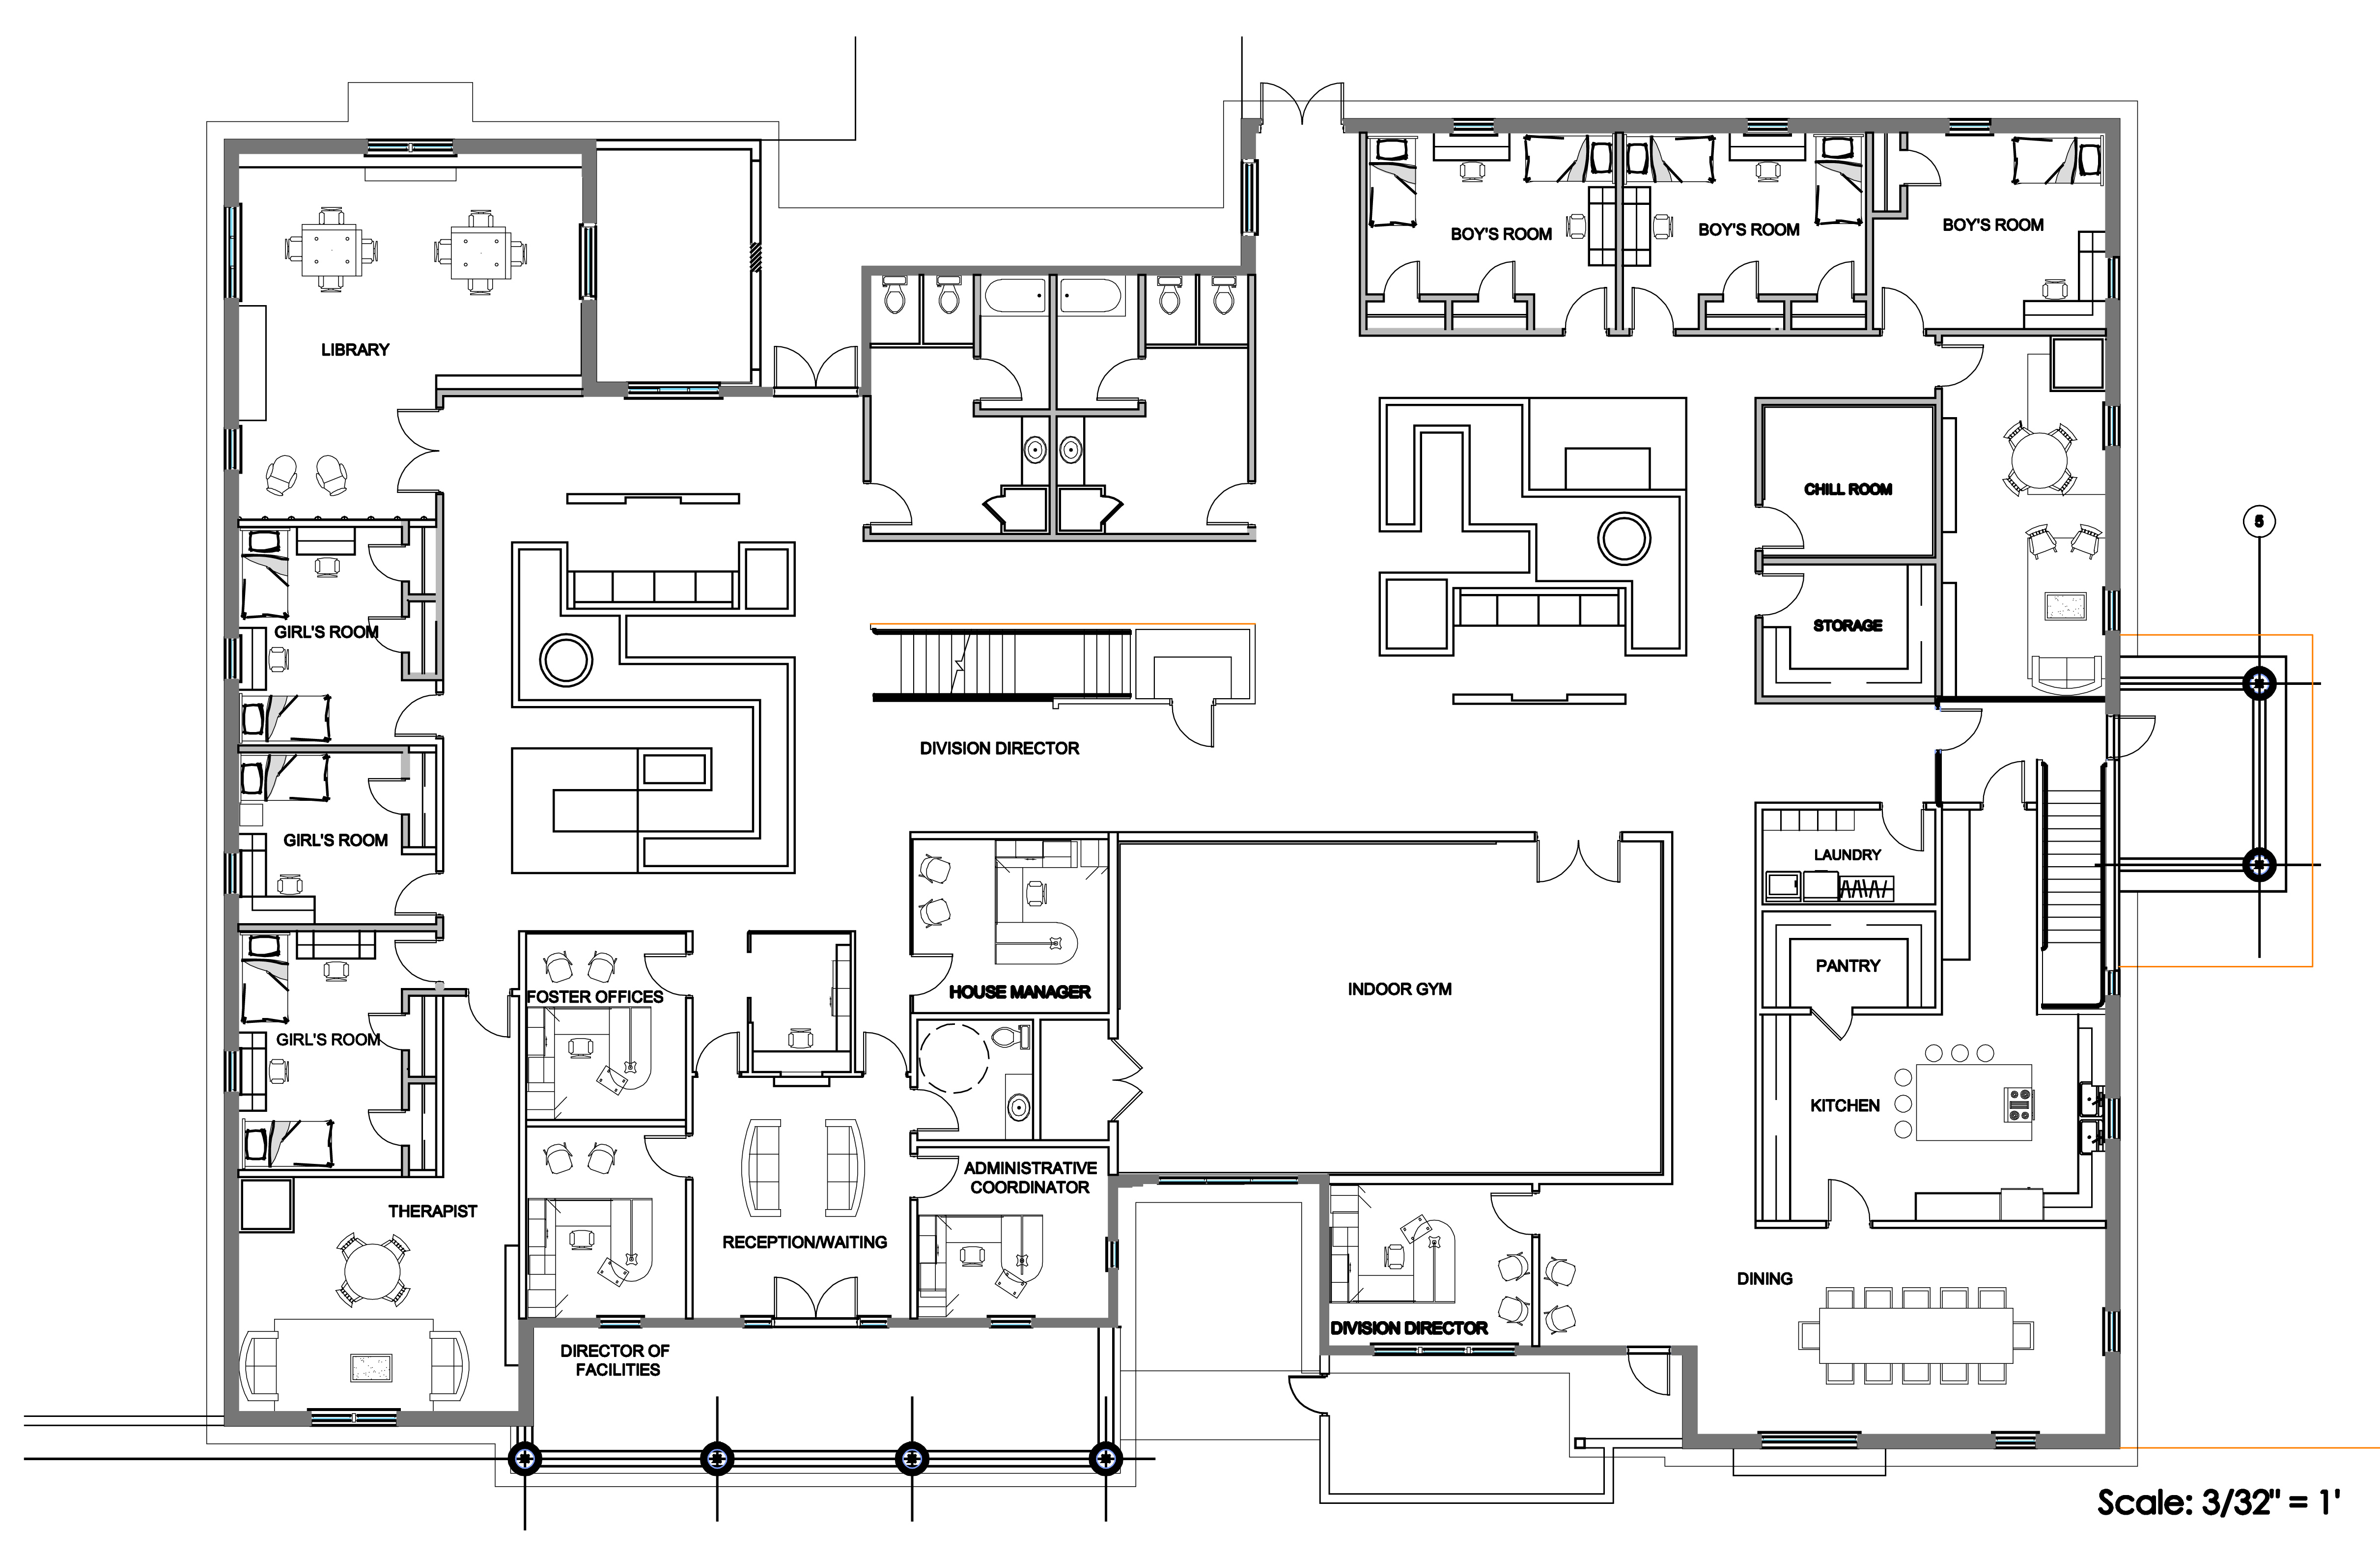 BOY'S ROOM
BOY'S ROOM
BOY'S ROOM
LIBRARY
CHILL ROOM
5
STORAGE
GIRL'S ROOM
DIVISION DIRECTOR
GIRL'S ROOM
LAUNDRY
PANTRY
INDOOR GYM
HOUSE MANAGER
FOSTER OFFICES
GIRL'S ROOM
KITCHEN
ADMINISTRATIVE
COORDINATOR
THERAPIST
RECEPTION/WAITING
DINING
DIVISION DIRECTOR
DIRECTOR OF
FACILITIES
Scale: 3/32" = 1'